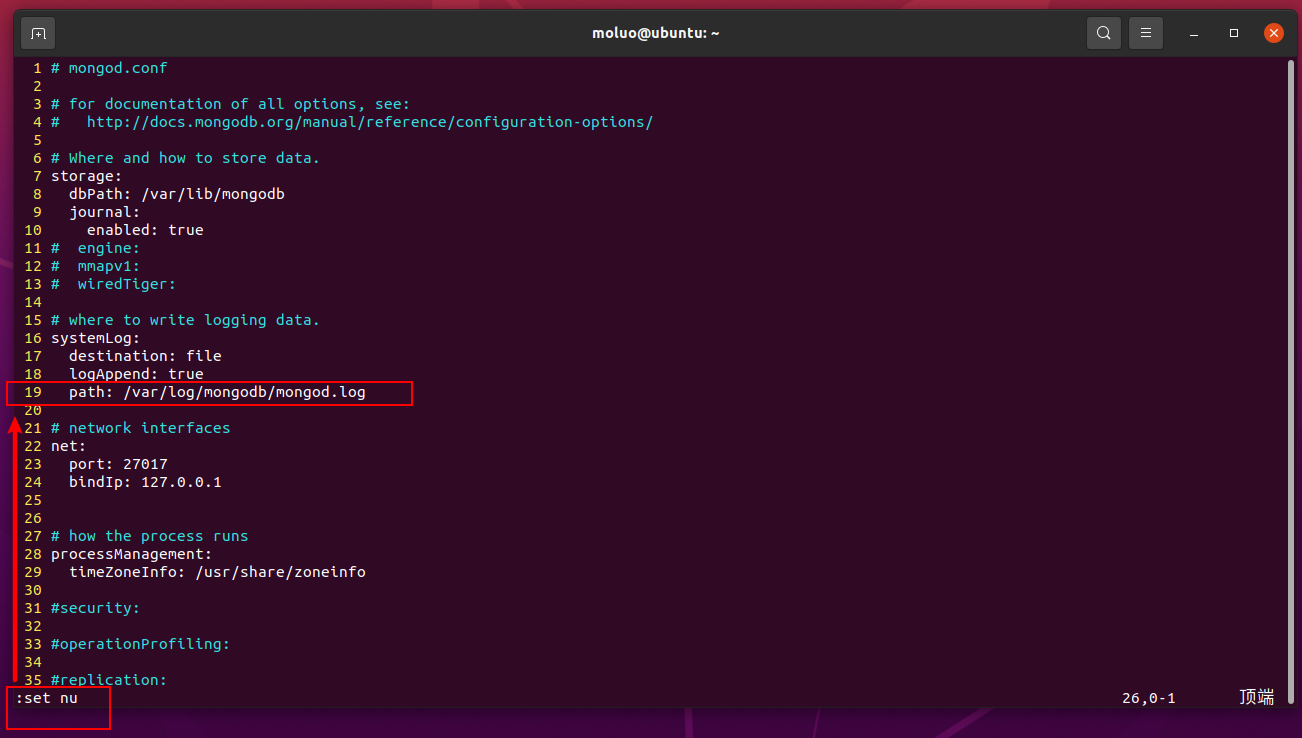 moluo@ubuntu: ~
1 # mongod.conf
2
3 # for documentation of all options, see:
4 #   http://docs.mongodb.org/manual/reference/configuration-options/
5
6 # Where and how to store data.
7 storage:
8   dbPath: /var/lib/mongodb
9   journal:
10     enabled: true
11 #  engine:
12 #  mmapv1:
13 #  wiredTiger:
14
15 # where to write logging data.
16 systemLog:
17   destination: file
18   logAppend: true
19   path: /var/log/mongodb/mongod.log
20
21 # network interfaces
22 net:
23   port: 27017
24   bindIp: 127.0.0.1
25
26
27 # how the process runs
28 processManagement:
29   timeZoneInfo: /usr/share/zoneinfo
30
31 #security:
32
33 #operationProfiling:
34
35 #replication:
:set nu 26,0-1 顶端